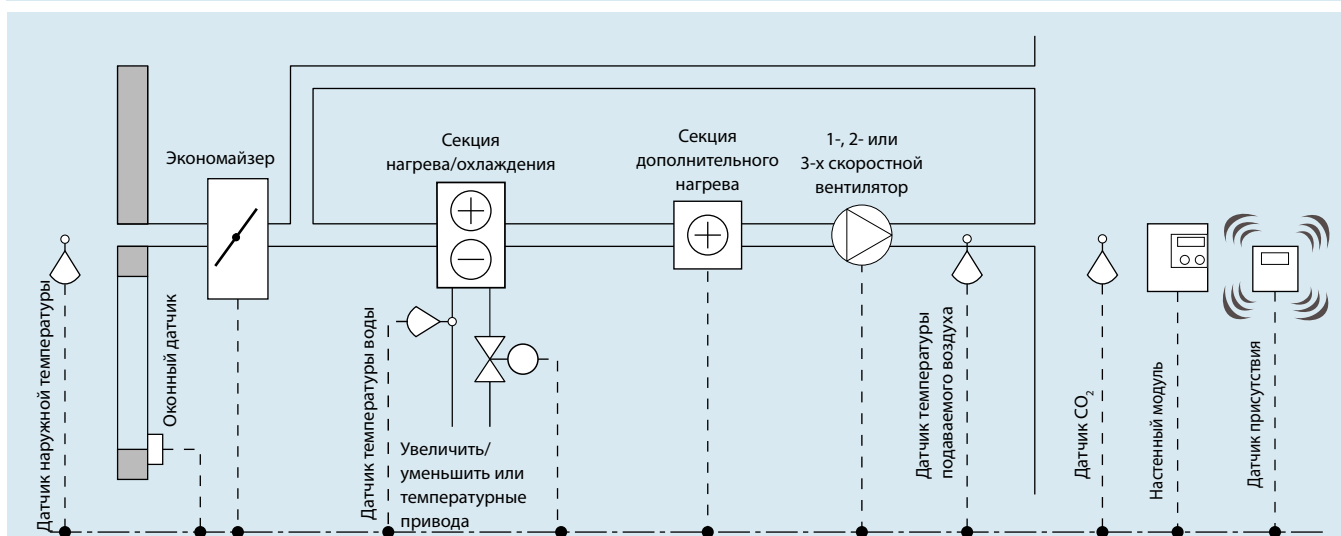 Экономайзер
Секция
нагрева/охлаждения
Секция
дополнительного
нагрева
1-, 2- или
3-х скоростной
вентилятор
Датчик наружной температуры
Оконный датчик
Датчик температуры воды
Увеличить/
уменьшить или
температурные
привода
Датчик температуры
подаваемого воздуха
Датчик CO₂
Настенный модуль
Датчик присутствия